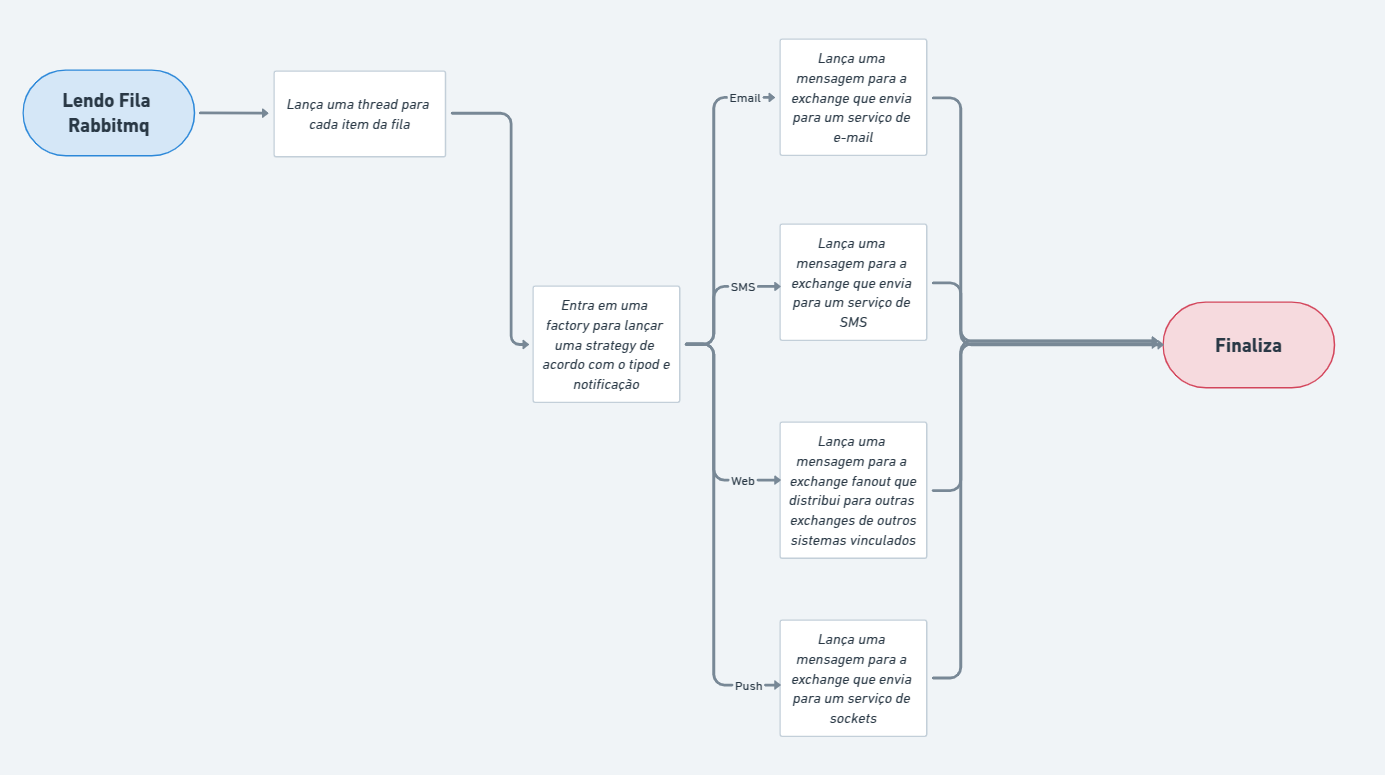 Lendo Fila
Rabbitmq
Lança uma thread para
cada item da fila
Entra em uma
factory para lançar
uma strategy de
acordo com o tipod e
notificação
Email
Lança uma
mensagem para a
exchange que envia
para um serviço de
e-mail
SMS
Lança uma
mensagem para a
exchange que envia
para um serviço de
SMS
Web
Lança uma
mensagem para a
exchange fanout que
distribui para outras
exchanges de outros
sistemas vinculados
Push
Lança uma
mensagem para a
exchange que envia
para um serviço de
sockets
Finaliza